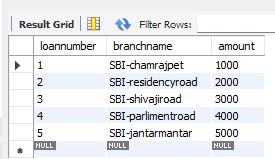 Result Grid Filter Rows:
loannumber branchname amount
1 SBI-chamrajpet 1000
2 SBI-residencyroad 2000
3 SBI-shivajiroad 3000
4 SBI-parlimentroad 4000
5 SBI-jantarmantar 5000
NULL NULL NULL